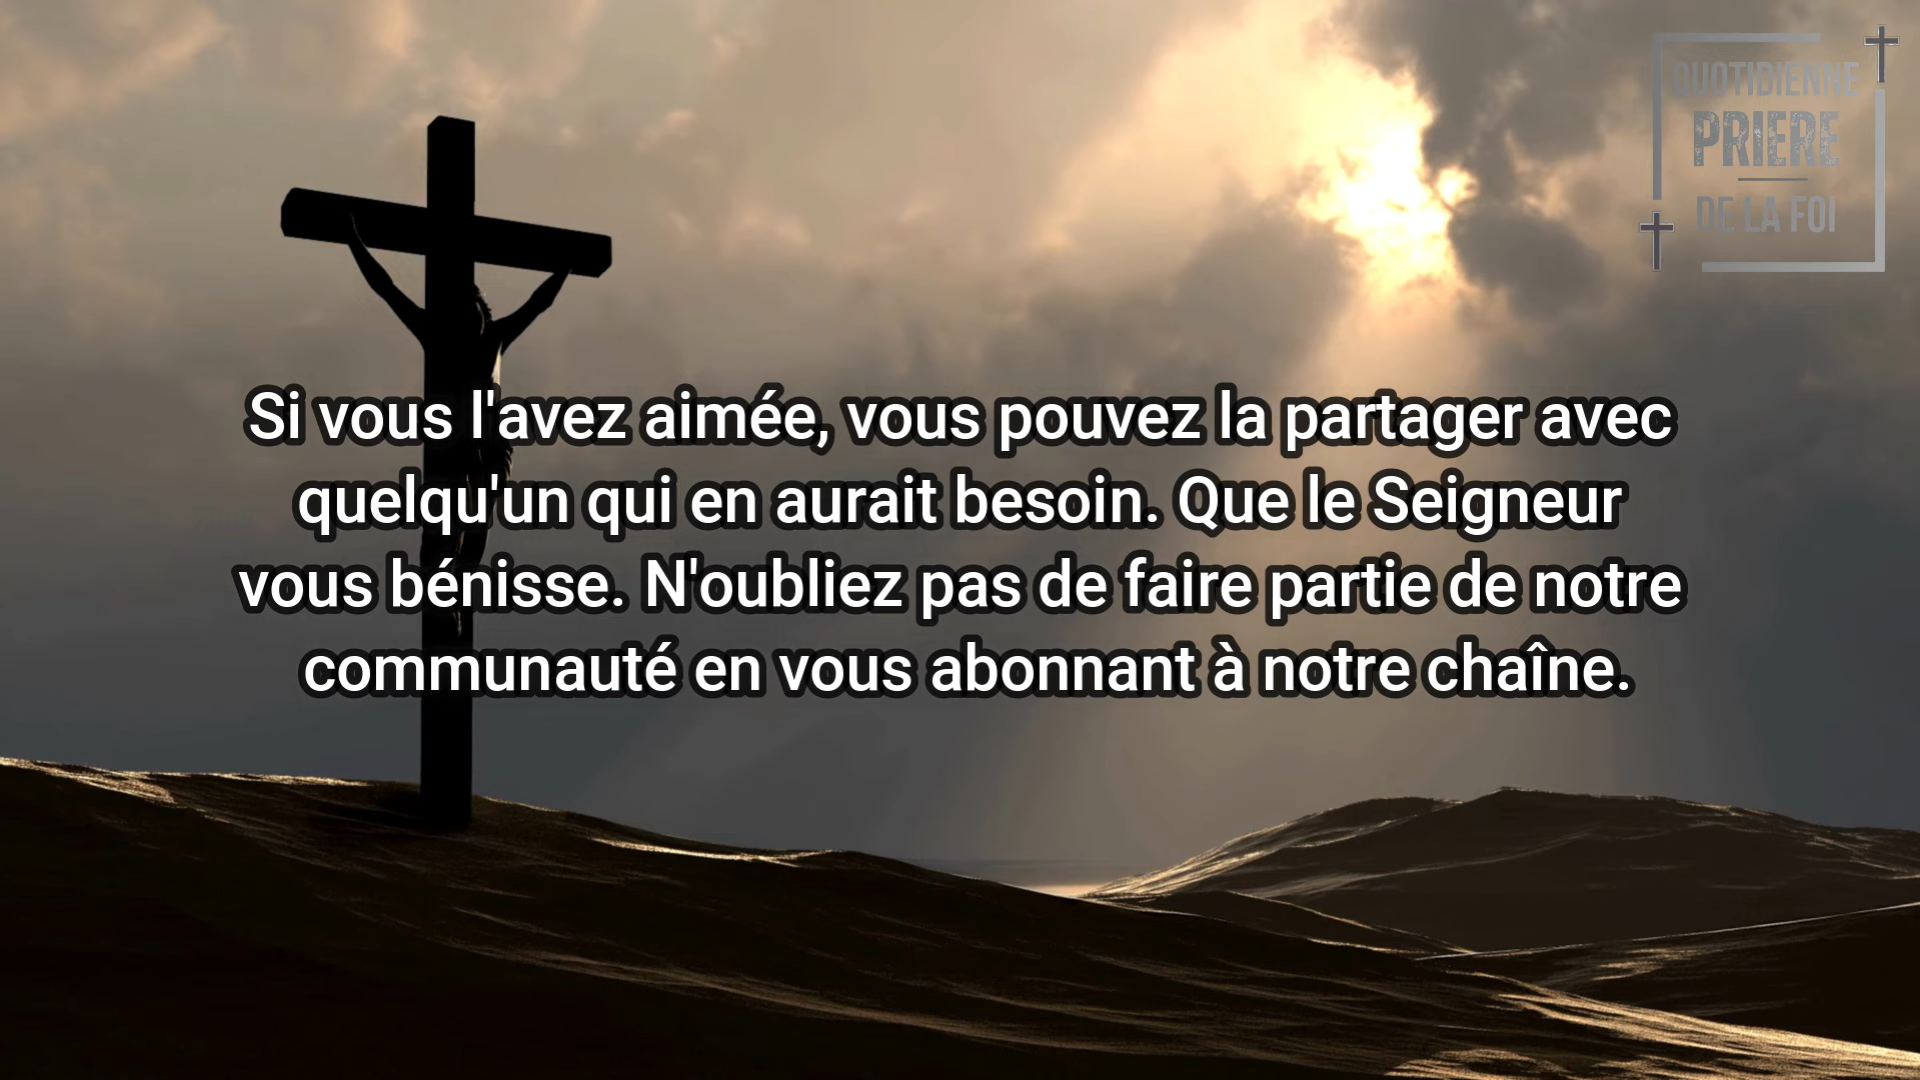 QUOTIDIENNE
PRIERE
DE LA FOI
Si vous l'avez aimée, vous pouvez la partager avec
quelqu'un qui en aurait besoin. Que le Seigneur
vous bénisse. N'oubliez pas de faire partie de notre
communauté en vous abonnant à notre chaîne.